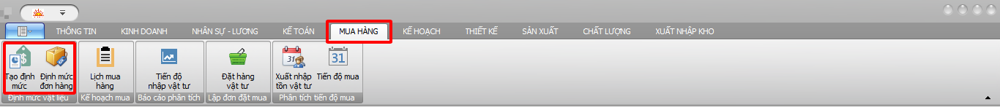 THÔNG TIN KINH DOANH NHÂN SỰ - LƯƠNG KẾ TOÁN MUA HÀNG KẾ HOẠCH THIẾT KẾ SẢN XUẤT CHẤT LƯỢNG XUẤT NHẬP KHO
Tạo định mức
Định mức đơn hàng
Định mức vật liệu
Lịch mua hàng
Kế hoạch mua
Tiến độ nhập vật tư
Báo cáo phân tích
Đặt hàng vật tư
Lập đơn đặt mua
31
Xuất nhập tồn vật tư
31
Tiến độ mua
Phân tích tiến độ mua